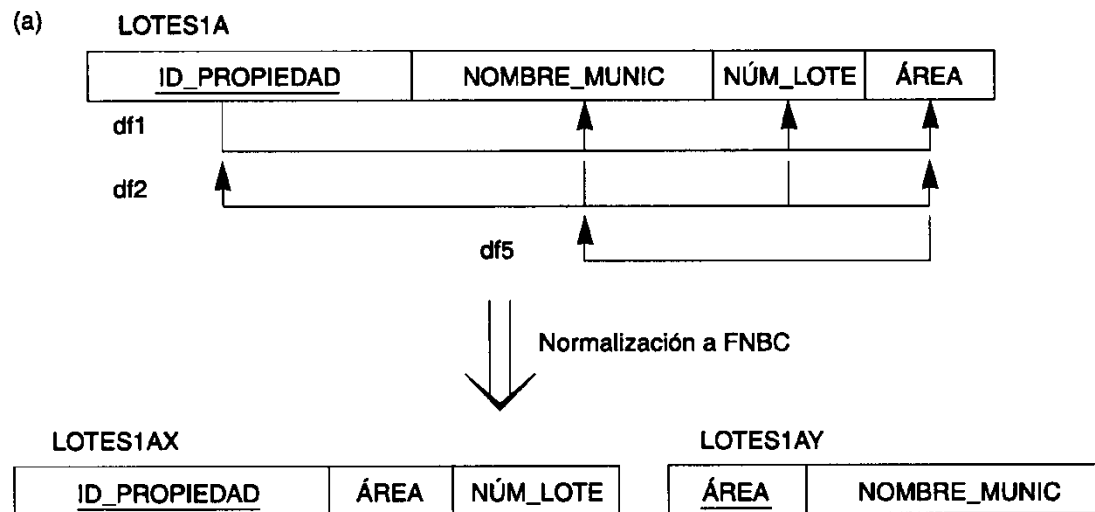 (a)
LOTES1A
ID_PROPIEDAD NOMBRE_MUNIC NÚM_LOTE ÁREA
df1
df2
df5
Normalización a FNBC
LOTES1AX LOTES1AY
ID_PROPIEDAD ÁREA NÚM_LOTE ÁREA NOMBRE_MUNIC